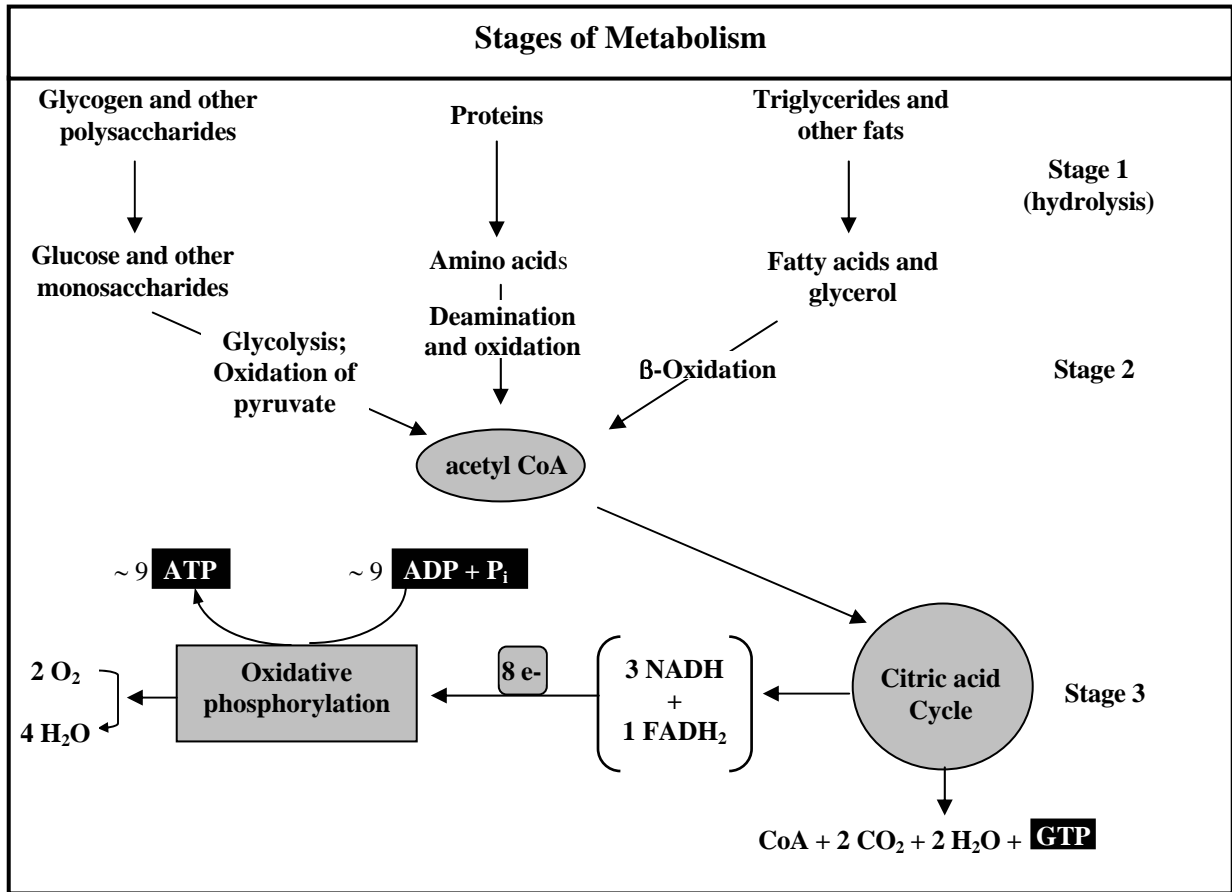 Stages of Metabolism
Glycogen and other
polysaccharides
Proteins
Triglycerides and
other fats
Stage 1
(hydrolysis)
Glucose and other
monosaccharides
Amino acids
Fatty acids and
glycerol
Deamination
and oxidation
Glycolysis;
Oxidation of
pyruvate
β-Oxidation
Stage 2
acetyl CoA
~ 9 ATP
~ 9 ADP + Pᵢ
2 O₂
4 H₂O
Oxidative
phosphorylation
8 e-
3 NADH
+
1 FADH₂
Citric acid
Cycle
Stage 3
CoA + 2 CO₂ + 2 H₂O + GTP